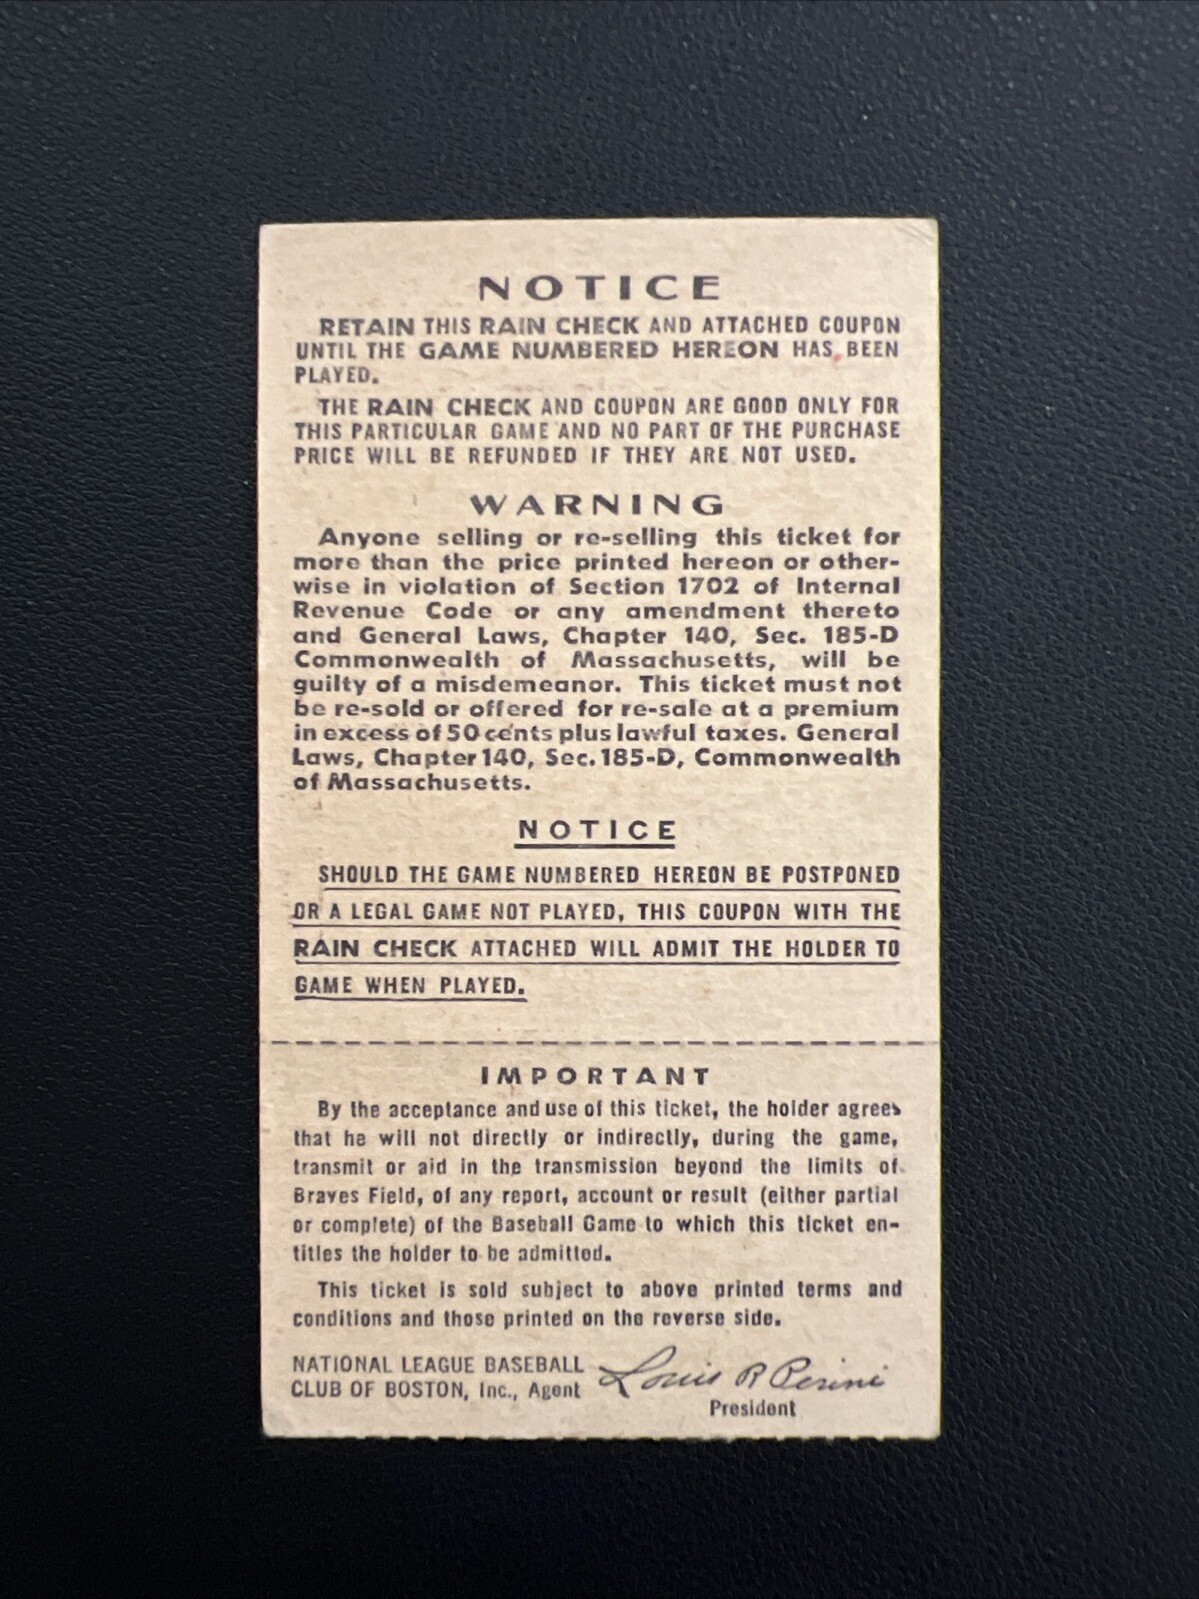 NOTICE
RETAIN THIS RAIN CHECK AND ATTACHED COUPON
UNTIL THE GAME NUMBERED HEREON HAS BEEN
PLAYED.
THE RAIN CHECK AND COUPON ARE GOOD ONLY FOR
THIS PARTICULAR GAME AND NO PART OF THE PURCHASE
PRICE WILL BE REFUNDED IF THEY ARE NOT USED.
WARNING
Anyone selling or re-selling this ticket for
more than the price printed hereon or other-
wise in violation of Section 1702 of Internal
Revenue Code or any amendment thereto
and General Laws, Chapter 140, Sec. 185-D
Commonwealth of Massachusetts, will be
guilty of a misdemeanor. This ticket must not
be re-sold or offered for re-sale at a premium
in excess of 50 cents plus lawful taxes. General
Laws, Chapter 140, Sec. 185-D, Commonwealth
of Massachusetts.
NOTICE
SHOULD THE GAME NUMBERED HEREON BE POSTPONED
OR A LEGAL GAME NOT PLAYED, THIS COUPON WITH THE
RAIN CHECK ATTACHED WILL ADMIT THE HOLDER TO
GAME WHEN PLAYED.
IMPORTANT
By the acceptance and use of this ticket, the holder agrees
that he will not directly or indirectly, during the game,
transmit or aid in the transmission beyond the limits of
Braves Field, of any report, account or result (either partial
or complete) of the Baseball Game to which this ticket en-
titles the holder to be admitted.
This ticket is sold subject to above printed terms and
conditions and those printed on the reverse side.
NATIONAL LEAGUE BASEBALL
CLUB OF BOSTON, Inc., Agent
Louis R Perini
President